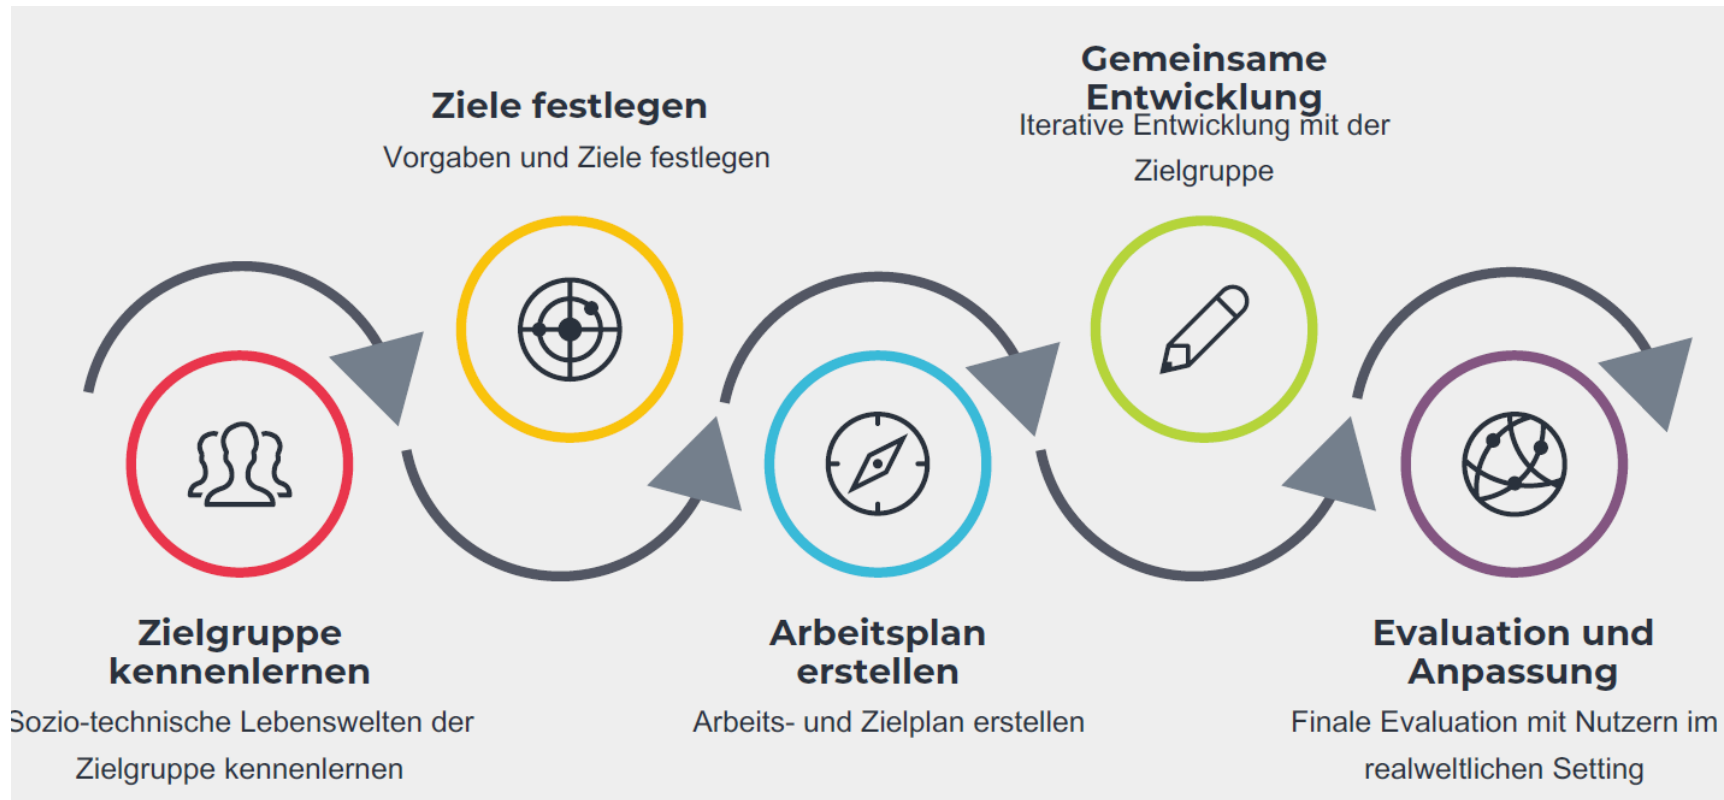 Zielgruppe
kennenlernen
Sozio-technische Lebenswelten der
Zielgruppe kennenlernen
Ziele festlegen
Vorgaben und Ziele festlegen
Arbeitsplan
erstellen
Arbeits- und Zielplan erstellen
Gemeinsame
Entwicklung
Iterative Entwicklung mit der
Zielgruppe
Evaluation und
Anpassung
Finale Evaluation mit Nutzern im
realweltlichen Setting